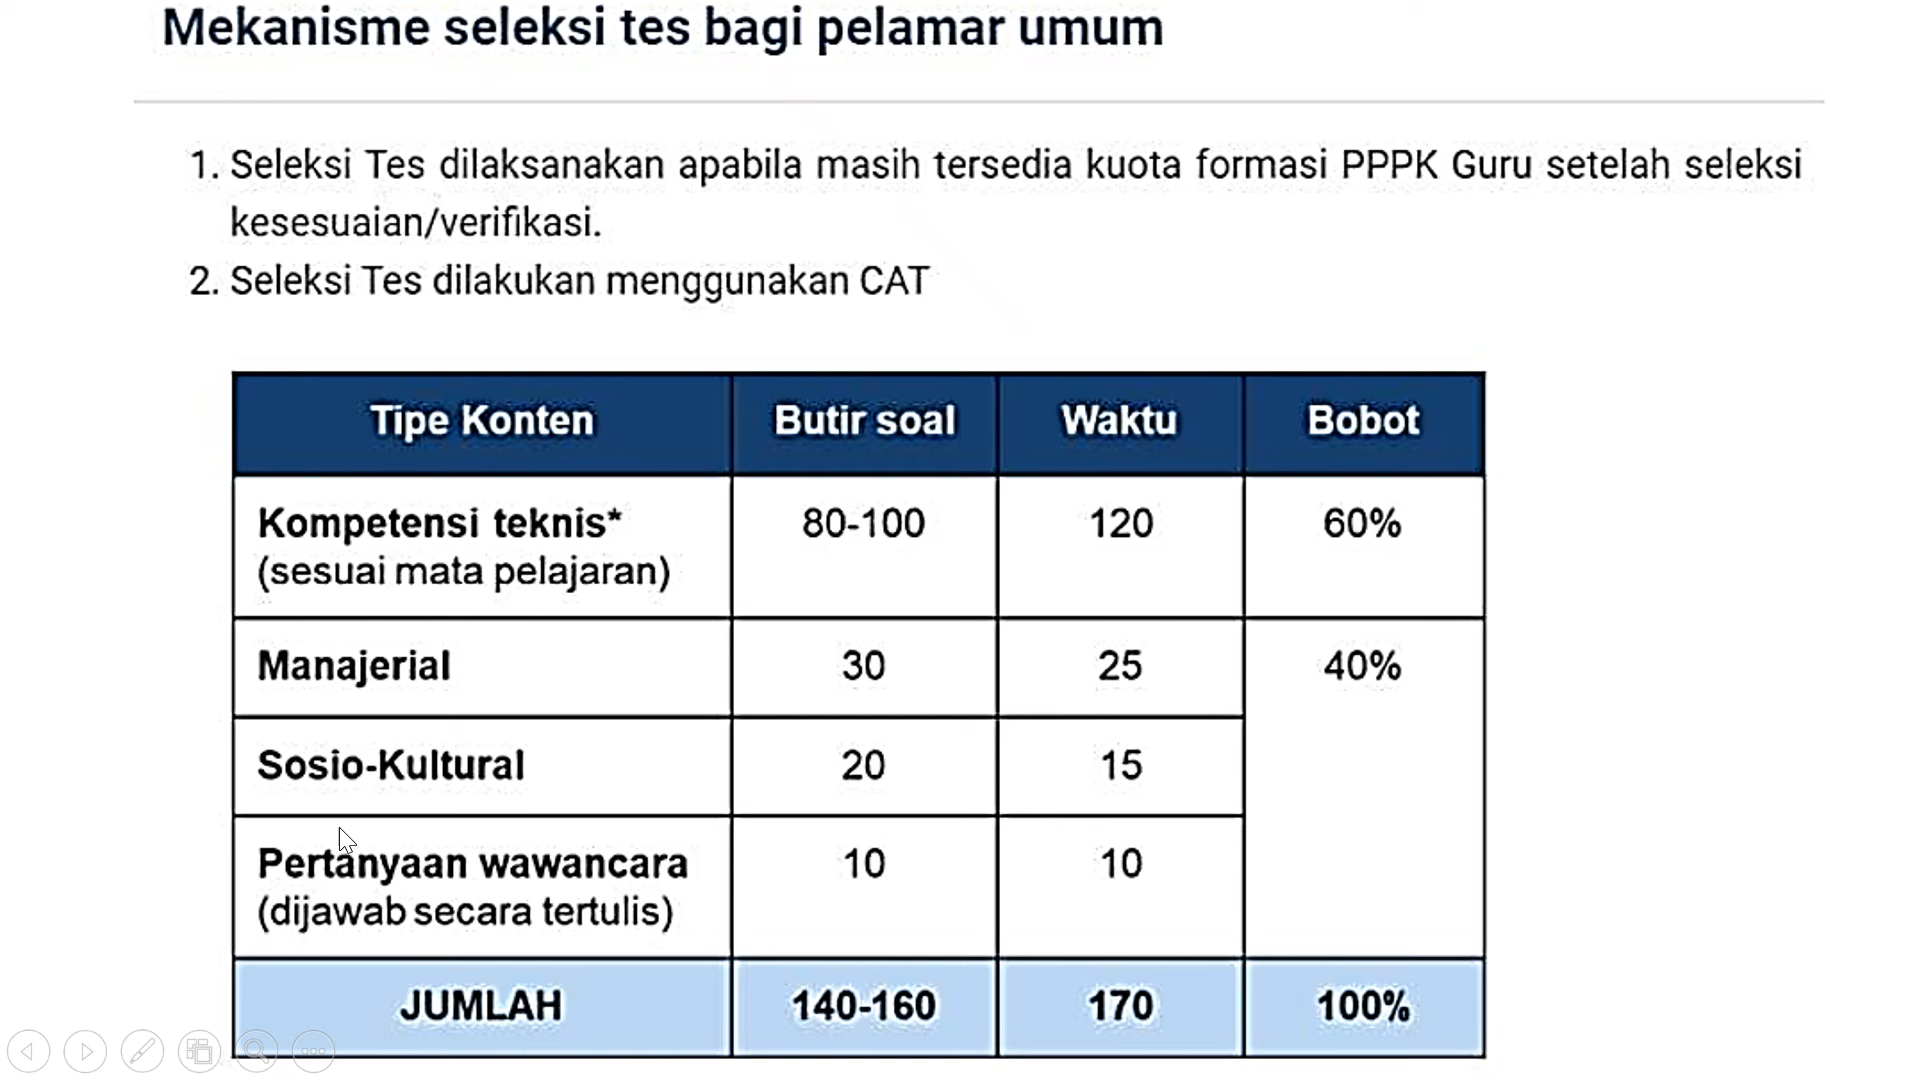 Mekanisme seleksi tes bagi pelamar umum
1. Seleksi Tes dilaksanakan apabila masih tersedia kuota formasi PPPK Guru setelah seleksi
kesesuaian/verifikasi.
2. Seleksi Tes dilakukan menggunakan CAT
Tipe Konten Butir soal Waktu Bobot
Kompetensi teknis* 80-100 120 60%
(sesuai mata pelajaran)
Manajerial 30 25 40%
Sosio-Kultural 20 15
Pertanyaan wawancara 10 10
(dijawab secara tertulis)
JUMLAH 140-160 170 100%